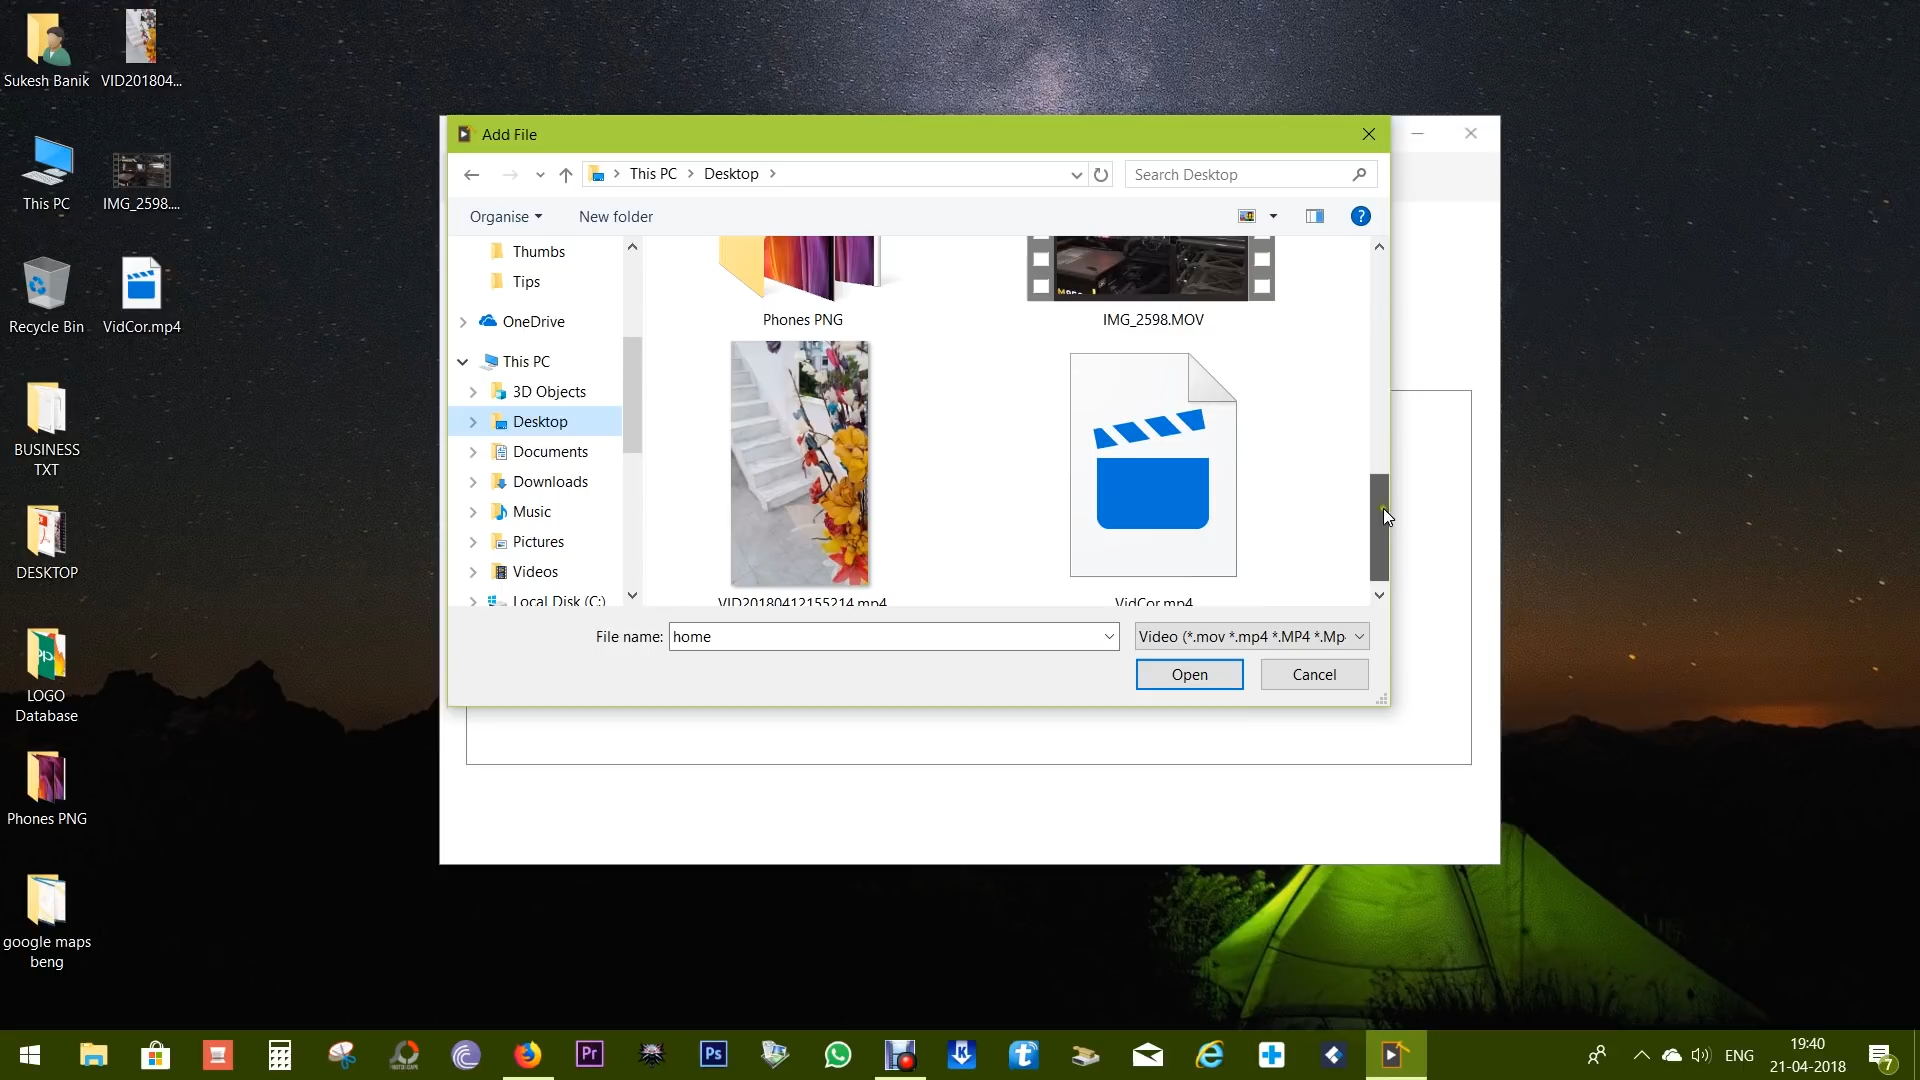 Sukesh Banik
VID201804...
This PC
IMG_2598....
Recycle Bin
VidCor.mp4
BUSINESS
TXT
DESKTOP
LOGO
Database
Phones PNG
google maps
beng
Add File
This PC
Desktop
Search Desktop
Organise
New folder
Thumbs
Tips
OneDrive
This PC
3D Objects
Desktop
Documents
Downloads
Music
Pictures
Videos
Local Disk (C:)
Phones PNG
IMG_2598.MOV
VID20180412155214.mp4
VidCor.mp4
File name:
home
Video (*.mov *.mp4 *.MP4 *.Mp
Open
Cancel
Pr
Ps
ENG
19:40
21-04-2018
7